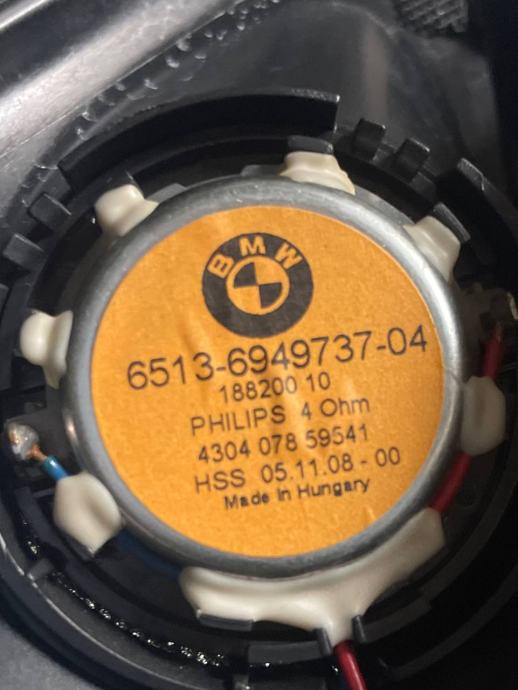 BMW
6513-6949737-04
188200 10
PHILIPS 4 Ohm
4304 078 59541
HSS 05.11.08 - 00
Made In Hungary